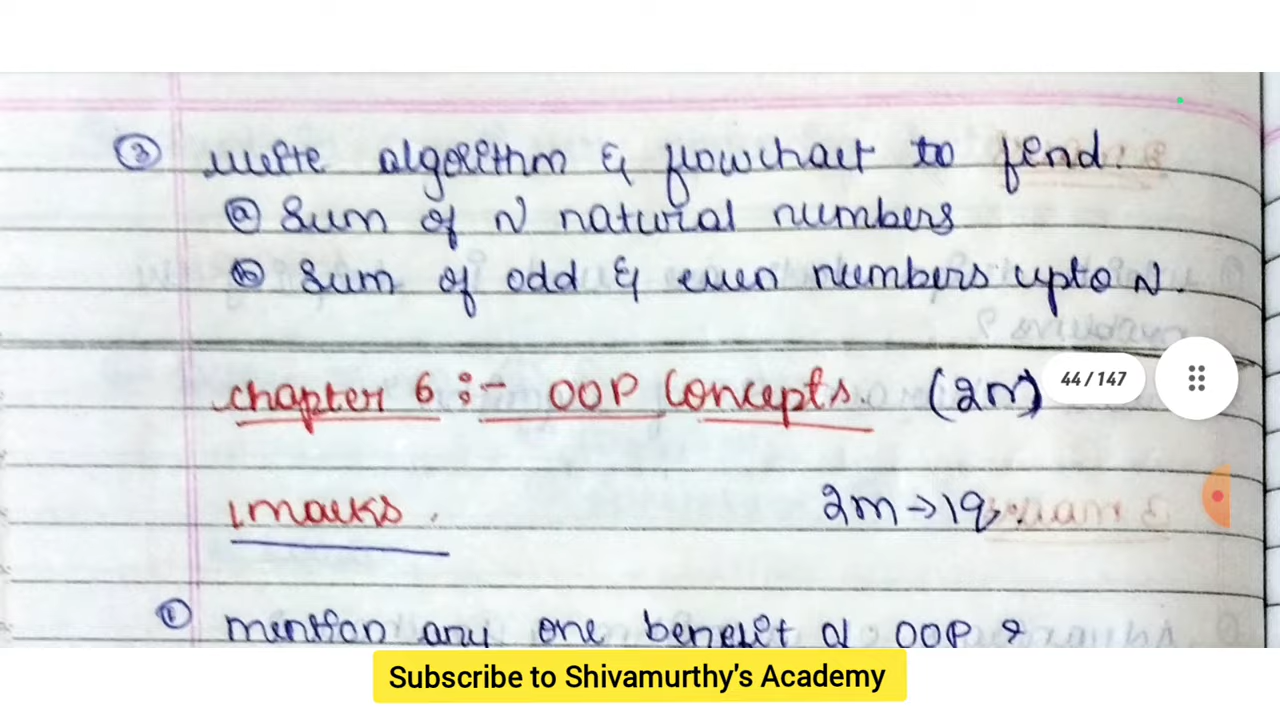 ③ write algorithm & flowchart to find.
ⓐ Sum of N natural numbers
ⓑ Sum of odd & even numbers upto N.
chapter 6 :- OOP Concepts. (2m)
44 / 147
1 marks.
2m → 1Q.
① mention any one benefit of OOP ?
Subscribe to Shivamurthy's Academy